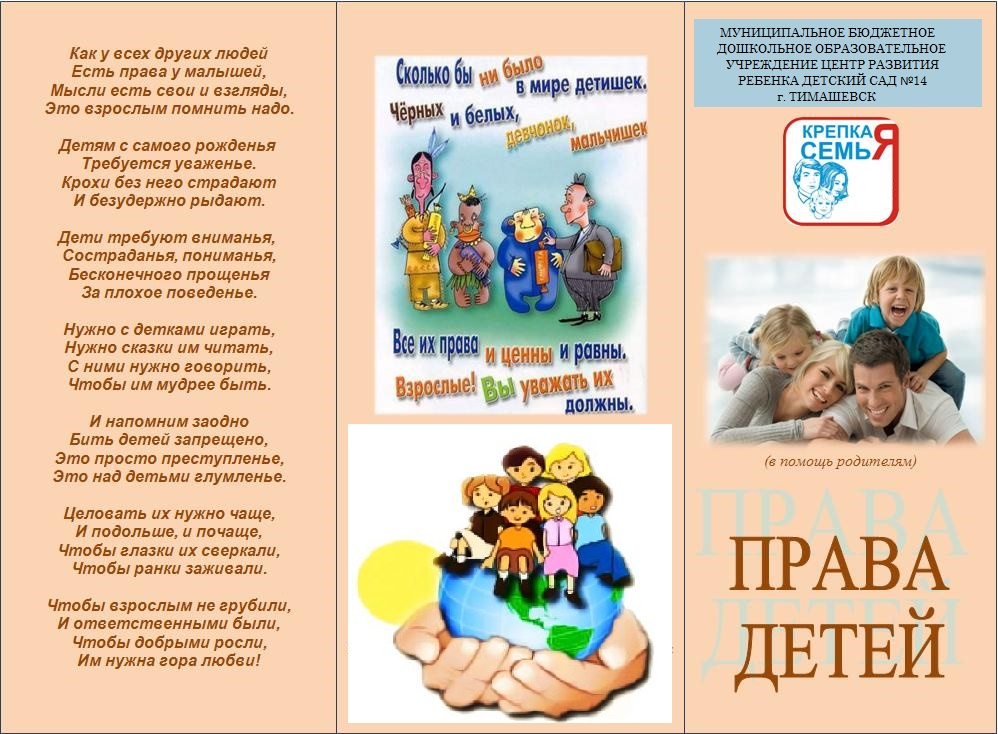 Как у всех других людей
Есть права у малышей,
Мысли есть свои и взгляды,
Это взрослым помнить надо.
Детям с самого рожденья
Требуется уваженье.
Крохи без него страдают
И безудержно рыдают.
Дети требуют вниманья,
Состраданья, пониманья,
Бесконечного прощенья
За плохое поведенье.
Нужно с детками играть,
Нужно сказки им читать,
С ними нужно говорить,
Чтобы им мудрее быть.
И напомним заодно
Бить детей запрещено,
Это просто преступленье,
Это над детьми глумленье.
Целовать их нужно чаще,
И подольше, и почаще,
Чтобы глазки их сверкали,
Чтобы ранки заживали.
Чтобы взрослым не грубили,
И ответственными были,
Чтобы добрыми росли,
Им нужна гора любви!
Сколько бы ни было в мире детишек.
Чёрных и белых, девчонок, мальчишек
Все их права и ценны и равны.
Взрослые! Вы уважать их
должны.
МУНИЦИПАЛЬНОЕ БЮДЖЕТНОЕ
ДОШКОЛЬНОЕ ОБРАЗОВАТЕЛЬНОЕ
УЧРЕЖДЕНИЕ ЦЕНТР РАЗВИТИЯ
РЕБЕНКА ДЕТСКИЙ САД №14
г. ТИМАШЕВСК
КРЕПКАЯ
СЕМЬЯ
(в помощь родителям)
ПРАВА
ДЕТЕЙ